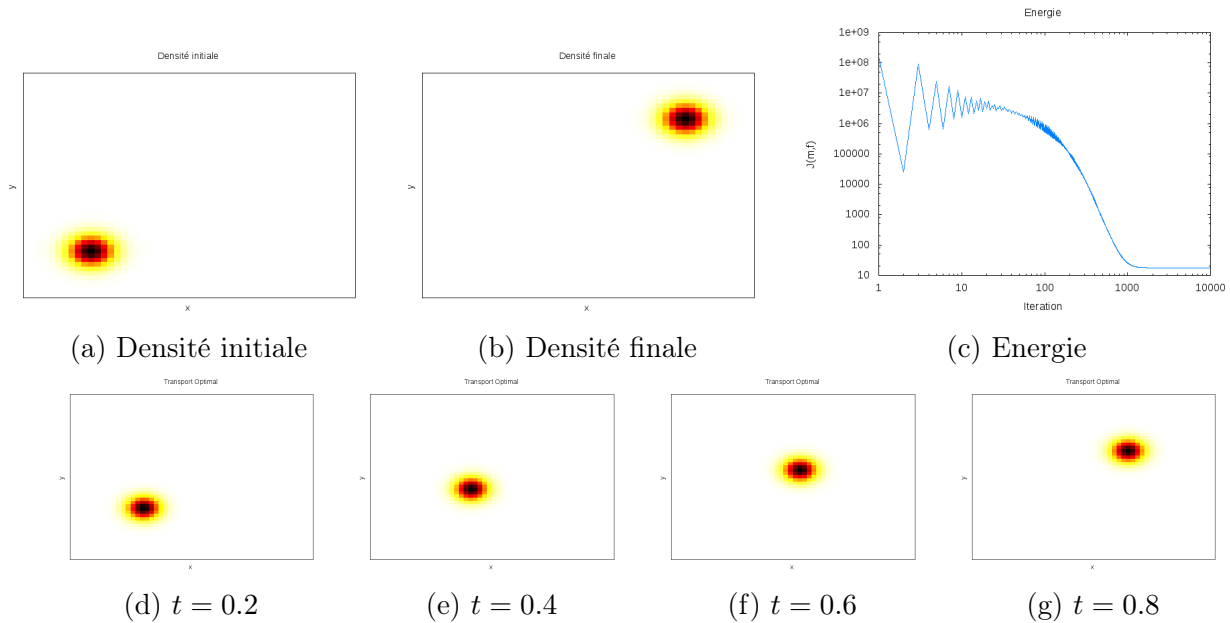 Densité initiale
y
x
(a) Densité initiale
Densité finale
y
x
(b) Densité finale
Energie
1e+09
1e+08
1e+07
1e+06
100000
10000
1000
100
10
J(m,f)
1 10 100 1000 10000
Iteration
(c) Energie
Transport Optimal
y
x
(d) t = 0.2
Transport Optimal
y
x
(e) t = 0.4
Transport Optimal
y
x
(f) t = 0.6
Transport Optimal
y
x
(g) t = 0.8